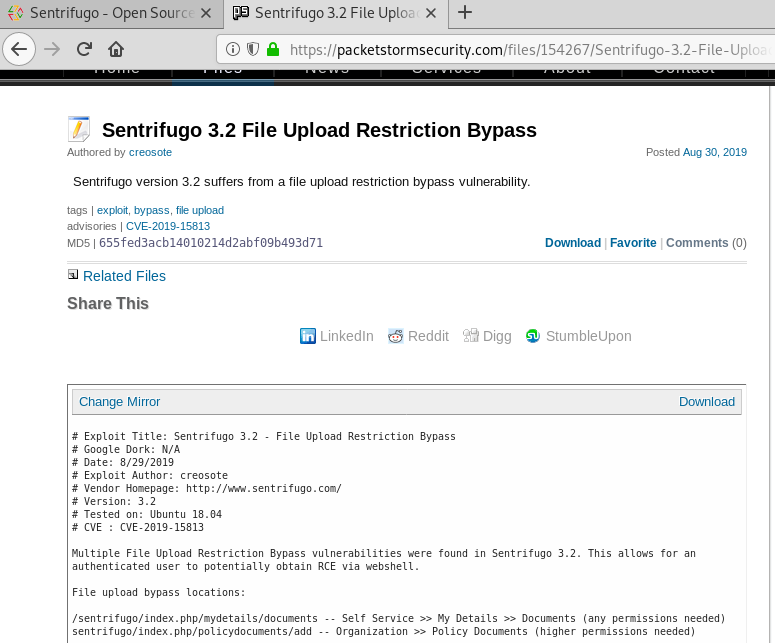 Sentrifugo - Open Source
Sentrifugo 3.2 File Uploa
https://packetstormsecurity.com/files/154267/Sentrifugo-3.2-File-Uploa
Home Files News Services About Contact
Sentrifugo 3.2 File Upload Restriction Bypass
Authored by creosote Posted Aug 30, 2019
Sentrifugo version 3.2 suffers from a file upload restriction bypass vulnerability.
tags | exploit, bypass, file upload
advisories | CVE-2019-15813
MD5 | 655fed3acb14010214d2abf09b493d71 Download | Favorite | Comments (0)
Related Files
Share This
LinkedIn Reddit Digg StumbleUpon
Change Mirror Download
# Exploit Title: Sentrifugo 3.2 - File Upload Restriction Bypass
# Google Dork: N/A
# Date: 8/29/2019
# Exploit Author: creosote
# Vendor Homepage: http://www.sentrifugo.com/
# Version: 3.2
# Tested on: Ubuntu 18.04
# CVE : CVE-2019-15813
Multiple File Upload Restriction Bypass vulnerabilities were found in Sentrifugo 3.2. This allows for an
authenticated user to potentially obtain RCE via webshell.
File upload bypass locations:
/sentrifugo/index.php/mydetails/documents -- Self Service >> My Details >> Documents (any permissions needed)
sentrifugo/index.php/policydocuments/add -- Organization >> Policy Documents (higher permissions needed)